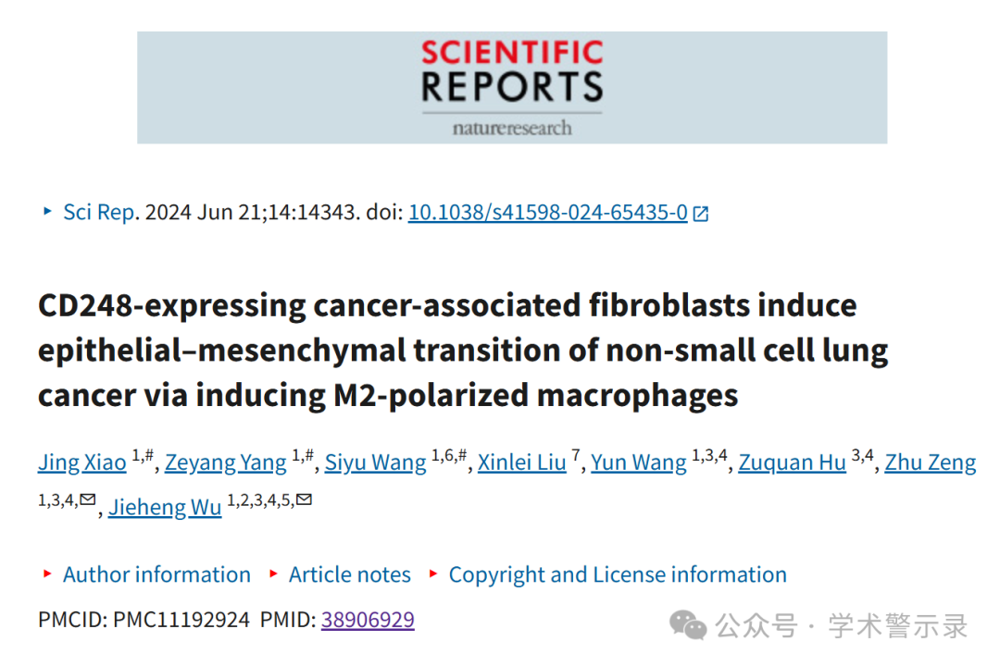 SCIENTIFIC
REPORTS
natureresearch
Sci Rep. 2024 Jun 21;14:14343. doi: 10.1038/s41598-024-65435-0
CD248-expressing cancer-associated fibroblasts induce
epithelial–mesenchymal transition of non-small cell lung
cancer via inducing M2-polarized macrophages
Jing Xiao 1,#, Zeyang Yang 1,#, Siyu Wang 1,6,#, Xinlei Liu 7, Yun Wang 1,3,4, Zuquan Hu 3,4, Zhu Zeng
1,3,4,✉, Jieheng Wu 1,2,3,4,5,✉
Author information Article notes Copyright and License information
PMCID: PMC11192924 PMID: 38906929
公众号 · 学术警示录